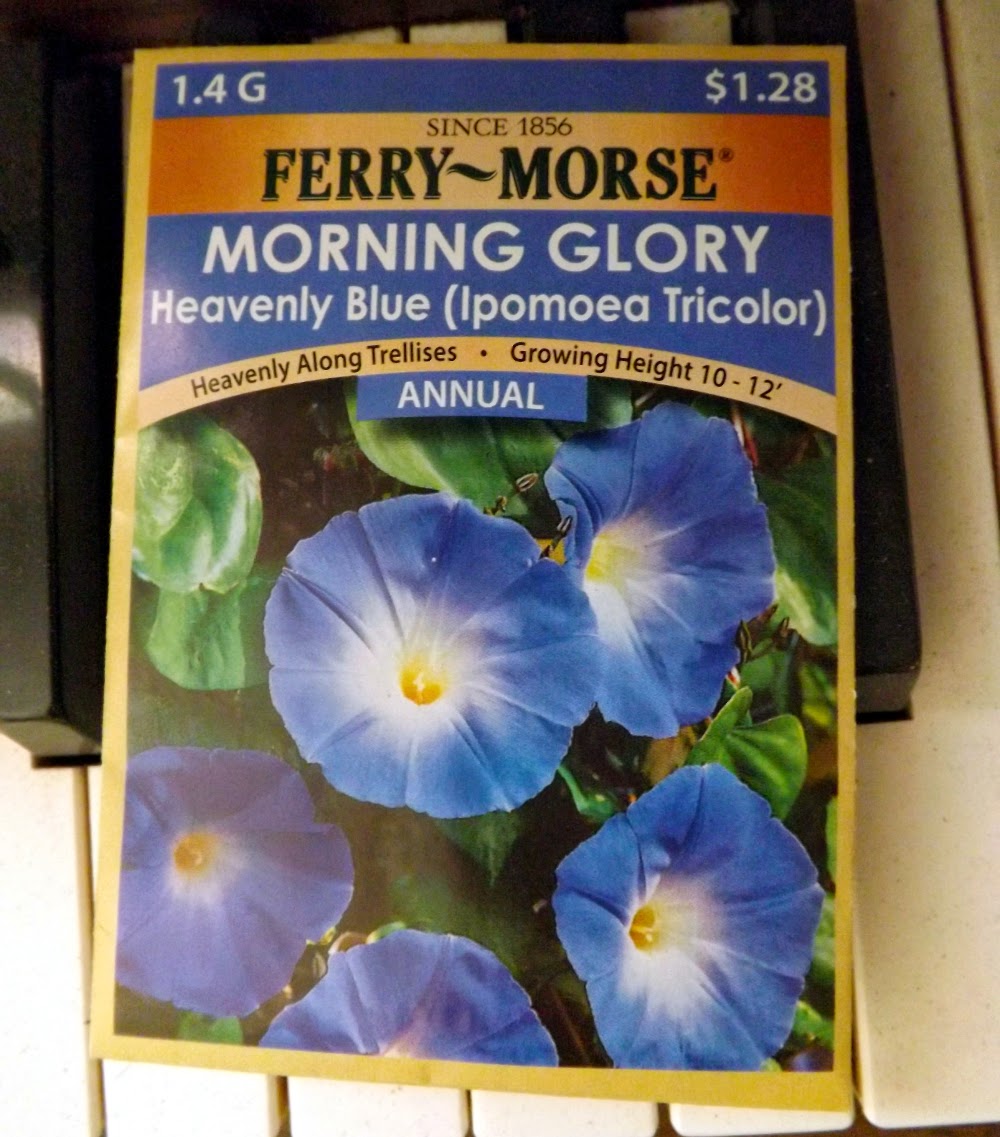 1.4 G $1.28
SINCE 1856
FERRY~MORSE®
MORNING GLORY
Heavenly Blue (Ipomoea Tricolor)
Heavenly Along Trellises • Growing Height 10 - 12'
ANNUAL